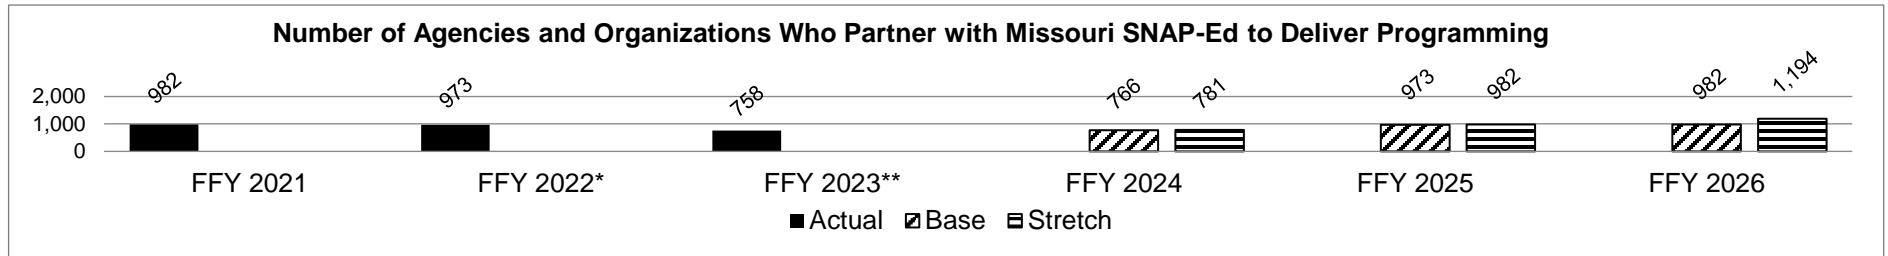 Number of Agencies and Organizations Who Partner with Missouri SNAP-Ed to Deliver Programming
982 973 758 766 781 973 982 982 1,194
2,000
1,000
0
FFY 2021 FFY 2022* FFY 2023** FFY 2024 FFY 2025 FFY 2026
Actual Base Stretch